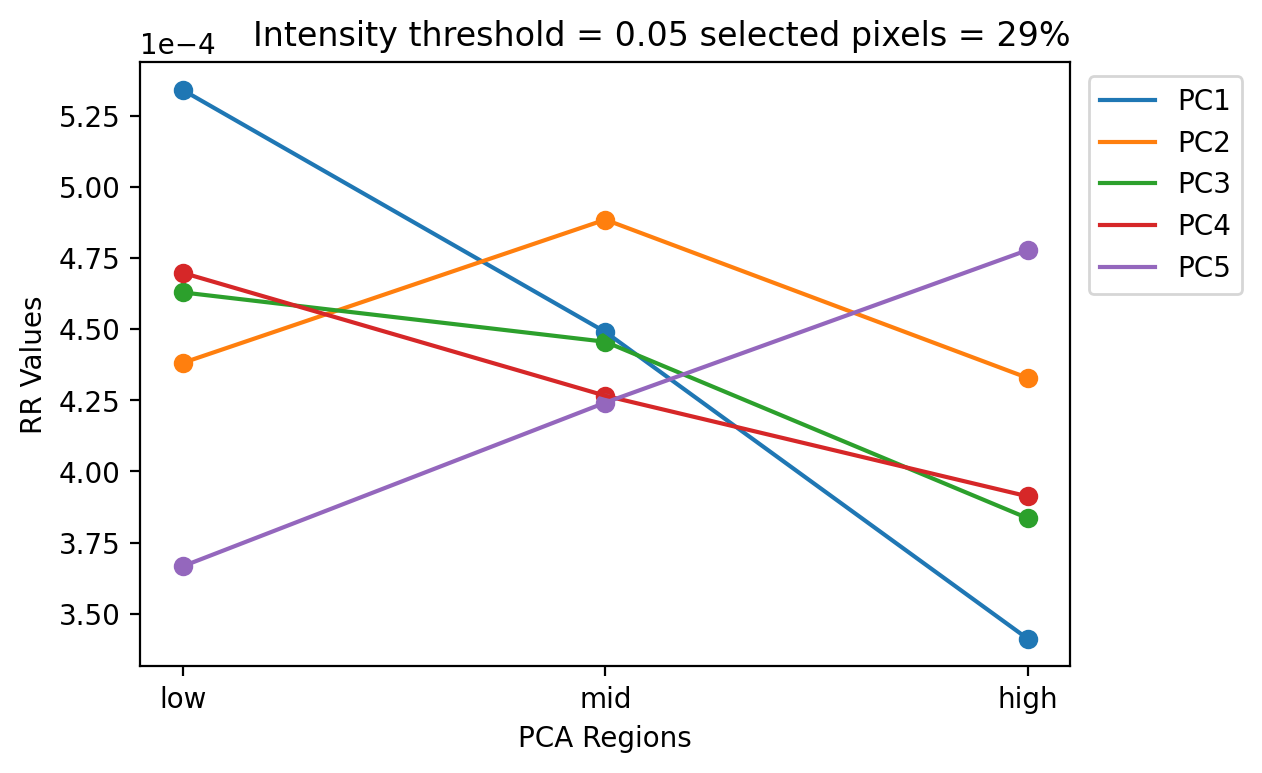 Intensity threshold = 0.05 selected pixels = 29%
1e−4
5.25
5.00
4.75
4.50
4.25
4.00
3.75
3.50
RR Values
low
mid
high
PCA Regions
PC1
PC2
PC3
PC4
PC5